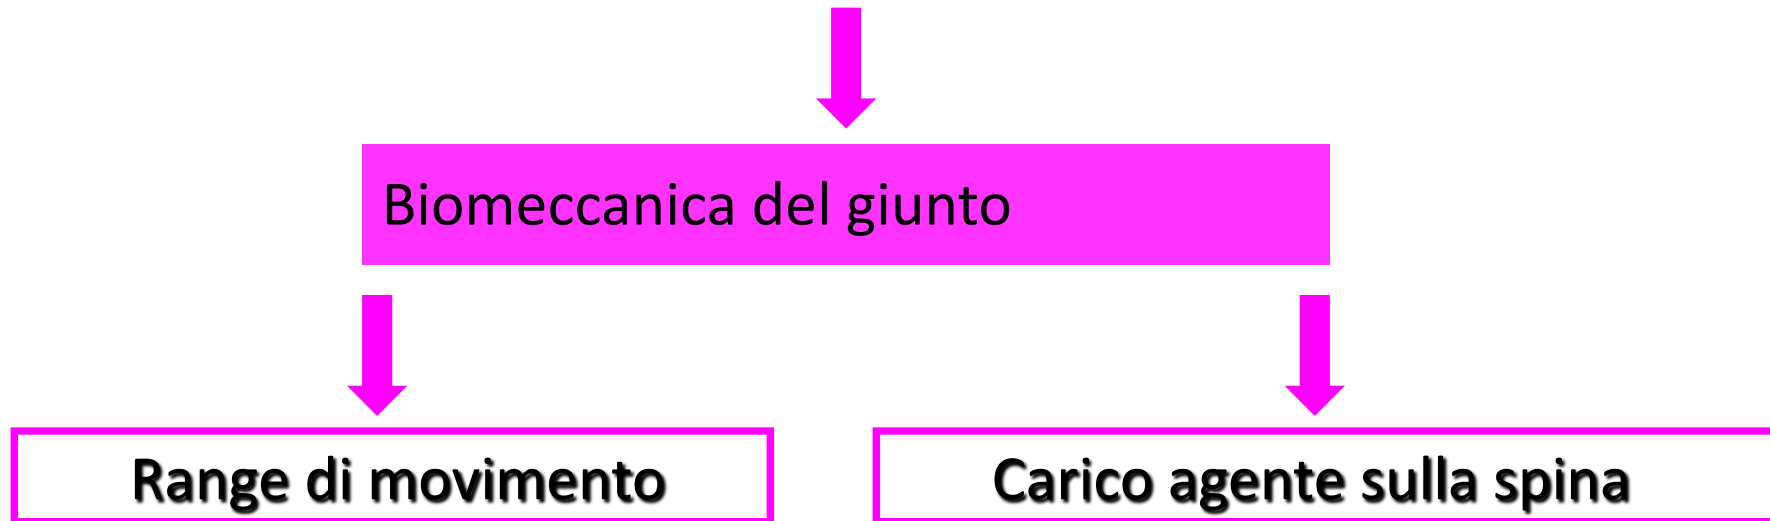 Biomeccanica del giunto
Range di movimento
Carico agente sulla spina